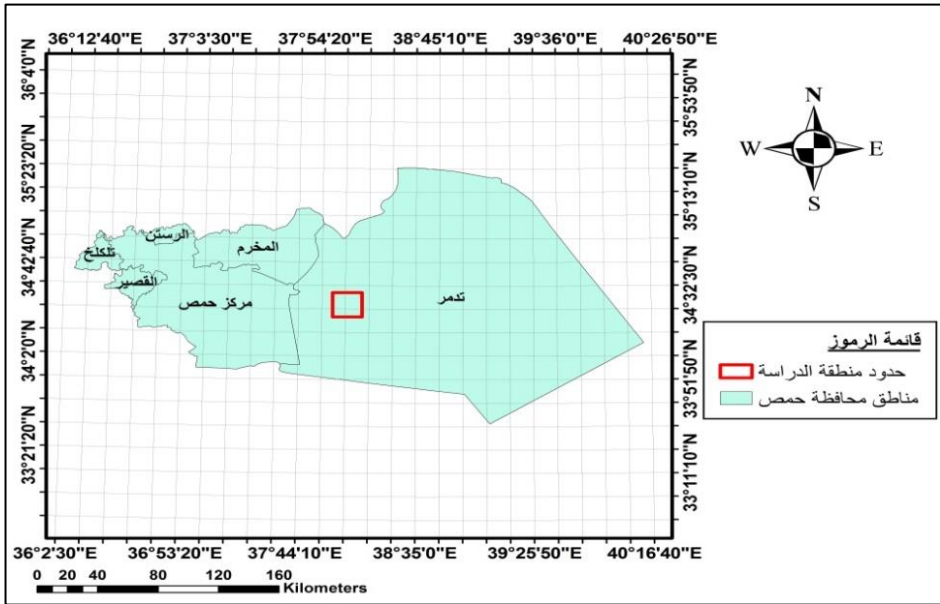 36°12'40"E 37°3'30"E 37°54'20"E 38°45'10"E 39°36'0"E 40°26'50"E
36°4'0"N
35°23'20"N
34°42'40"N
34°2'0"N
33°21'20"N
35°53'50"N
35°13'10"N
34°32'30"N
33°51'50"N
33°11'10"N
الرستن
تلكلخ
المخرم
القصير
مركز حمص
تدمر
N
W E
S
قائمة الرموز
حدود منطقة الدراسة
مناطق محافظة حمص
36°2'30"E 36°53'20"E 37°44'10"E 38°35'0"E 39°25'50"E 40°16'40"E
0 20 40 80 120 160
Kilometers